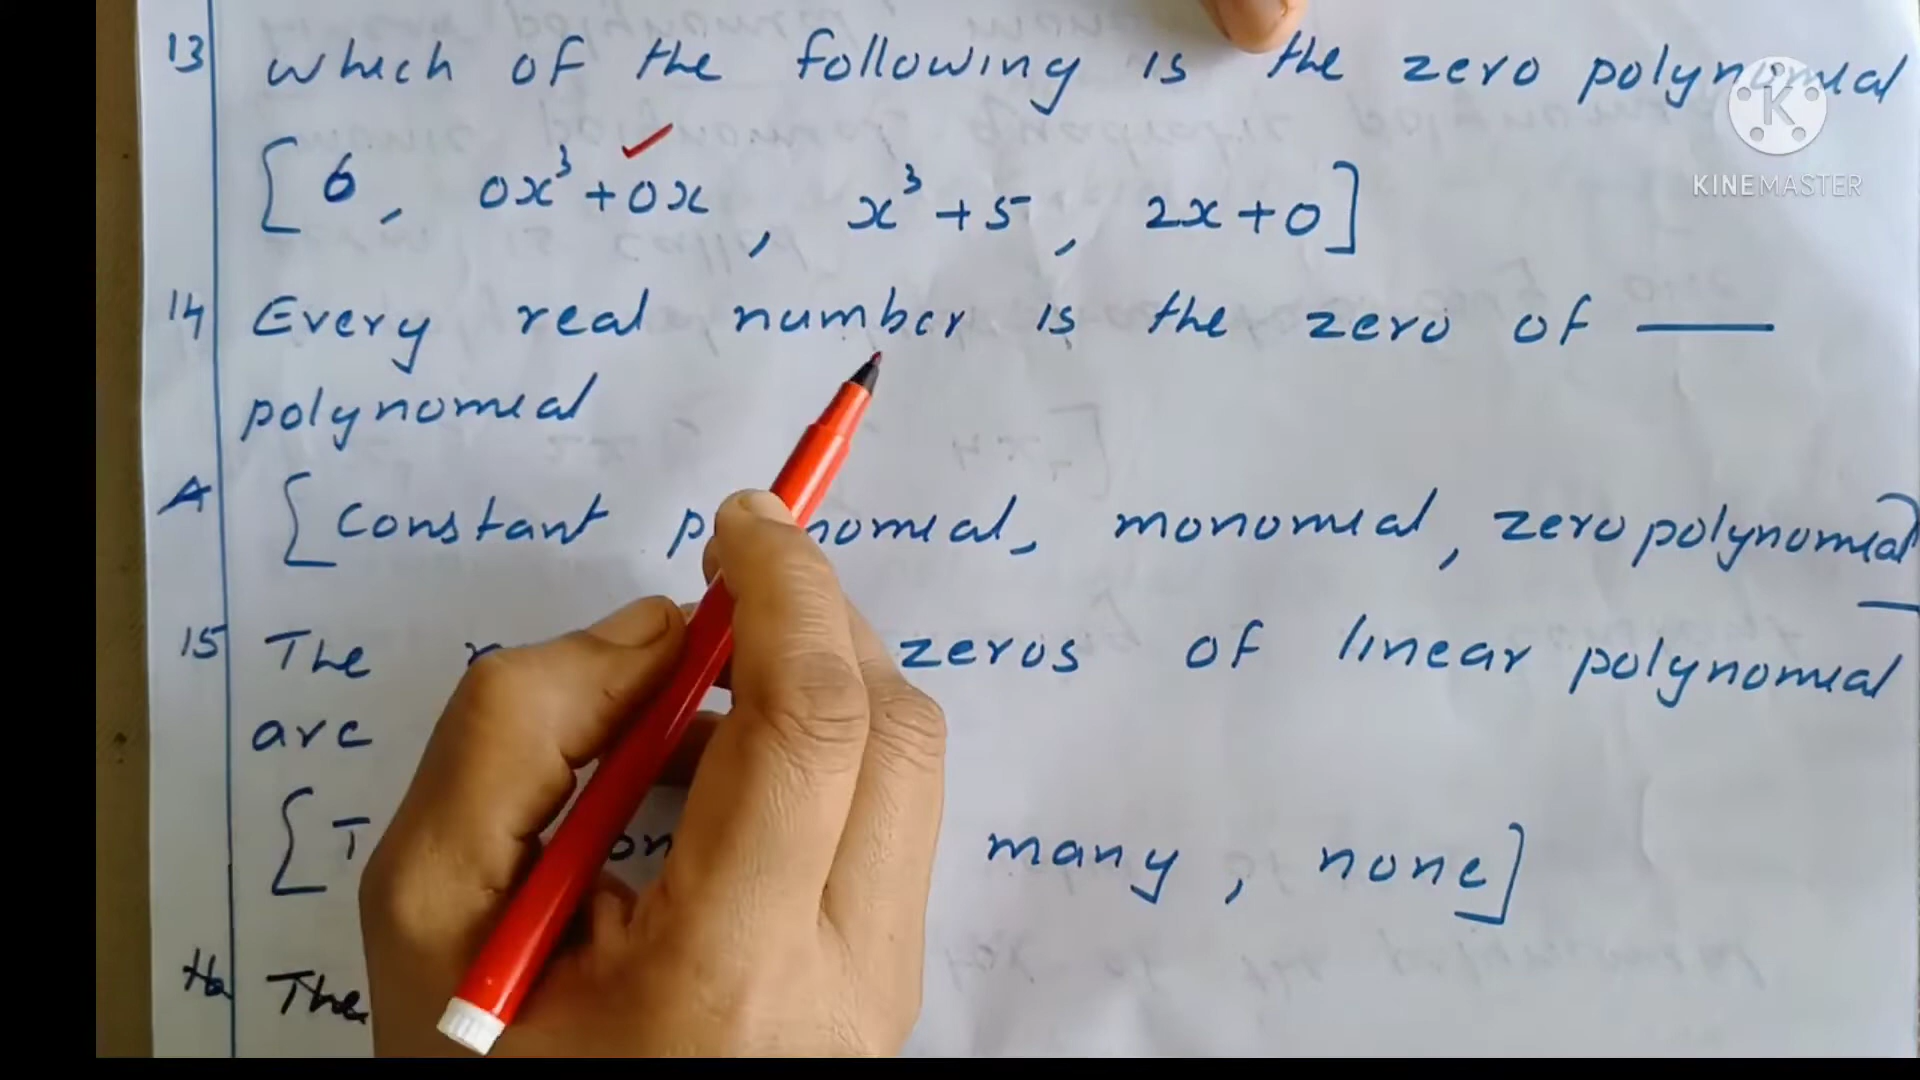 13 Which of the following is the zero polynomial
[ 6, 0x³+0x, x³+5, 2x+0 ]
14 Every real number is the zero of ___
polynomial
A [ Constant nomial, monomial, zero polynomial ]
15 The zeros of linear polynomial
are
[ T on many, none ]
The
K
KINEMASTER